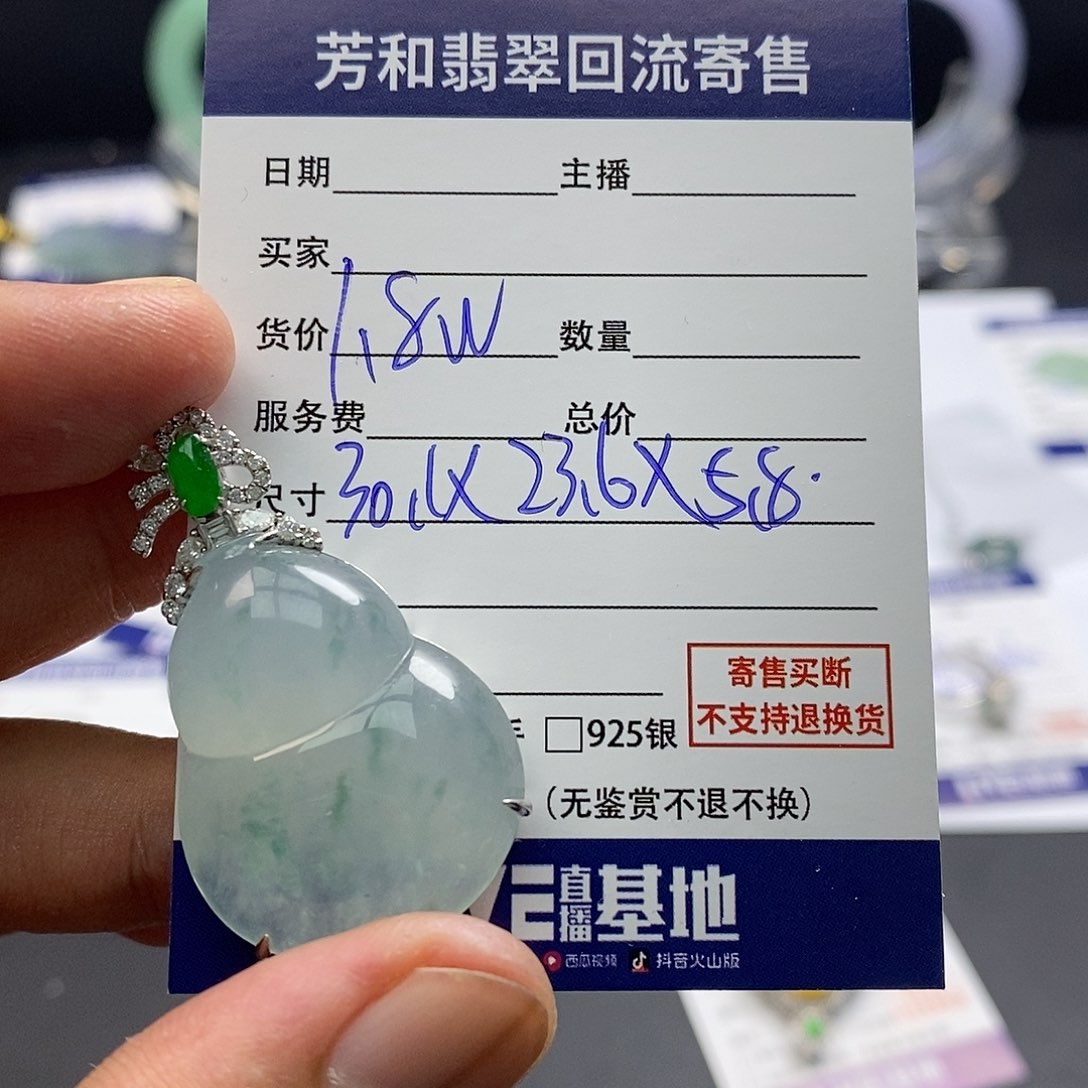 芳和翡翠回流寄售
日期 主播
买家
货价 1.8W 数量
服务费 总价
尺寸 30.1X23.6X5.8
寄售买断
不支持退换货
925银
(无鉴赏不退不换)
直播基地
西瓜视频 抖音火山版